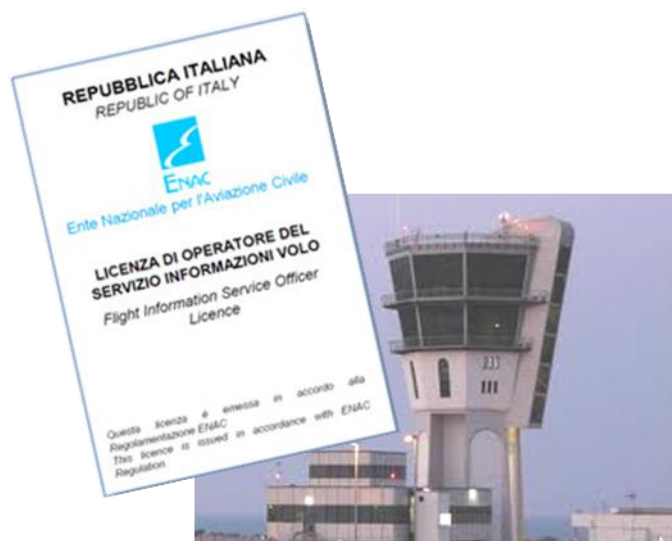 REPUBBLICA ITALIANA
REPUBLIC OF ITALY
ENAC
Ente Nazionale per l'Aviazione Civile
LICENZA DI OPERATORE DEL
SERVIZIO INFORMAZIONI VOLO
Flight Information Service Officer
Licence
Questa licenza è emessa in accordo alla
Regolamentazione ENAC
This licence is issued in accordance with ENAC
Regulation.